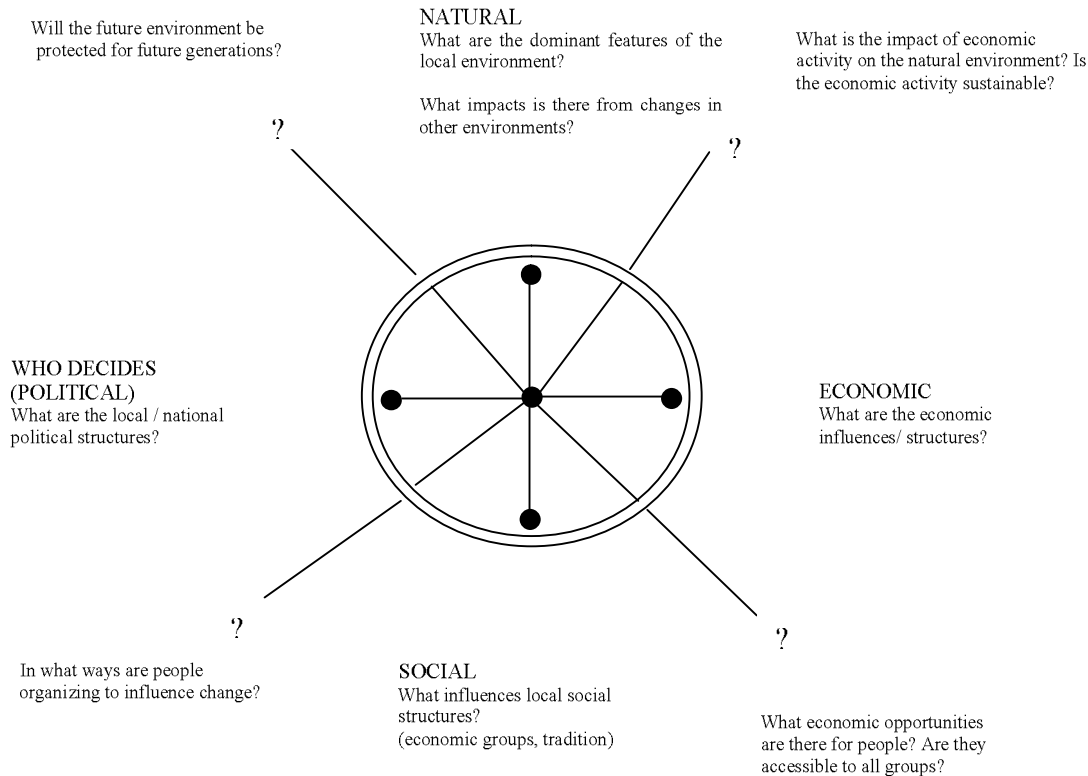 Will the future environment be
protected for future generations?
NATURAL
What are the dominant features of the
local environment?
What impacts is there from changes in
other environments?
What is the impact of economic
activity on the natural environment? Is
the economic activity sustainable?
?
?
WHO DECIDES
(POLITICAL)
What are the local / national
political structures?
ECONOMIC
What are the economic
influences/ structures?
?
?
In what ways are people
organizing to influence change?
SOCIAL
What influences local social
structures?
(economic groups, tradition)
What economic opportunities
are there for people? Are they
accessible to all groups?